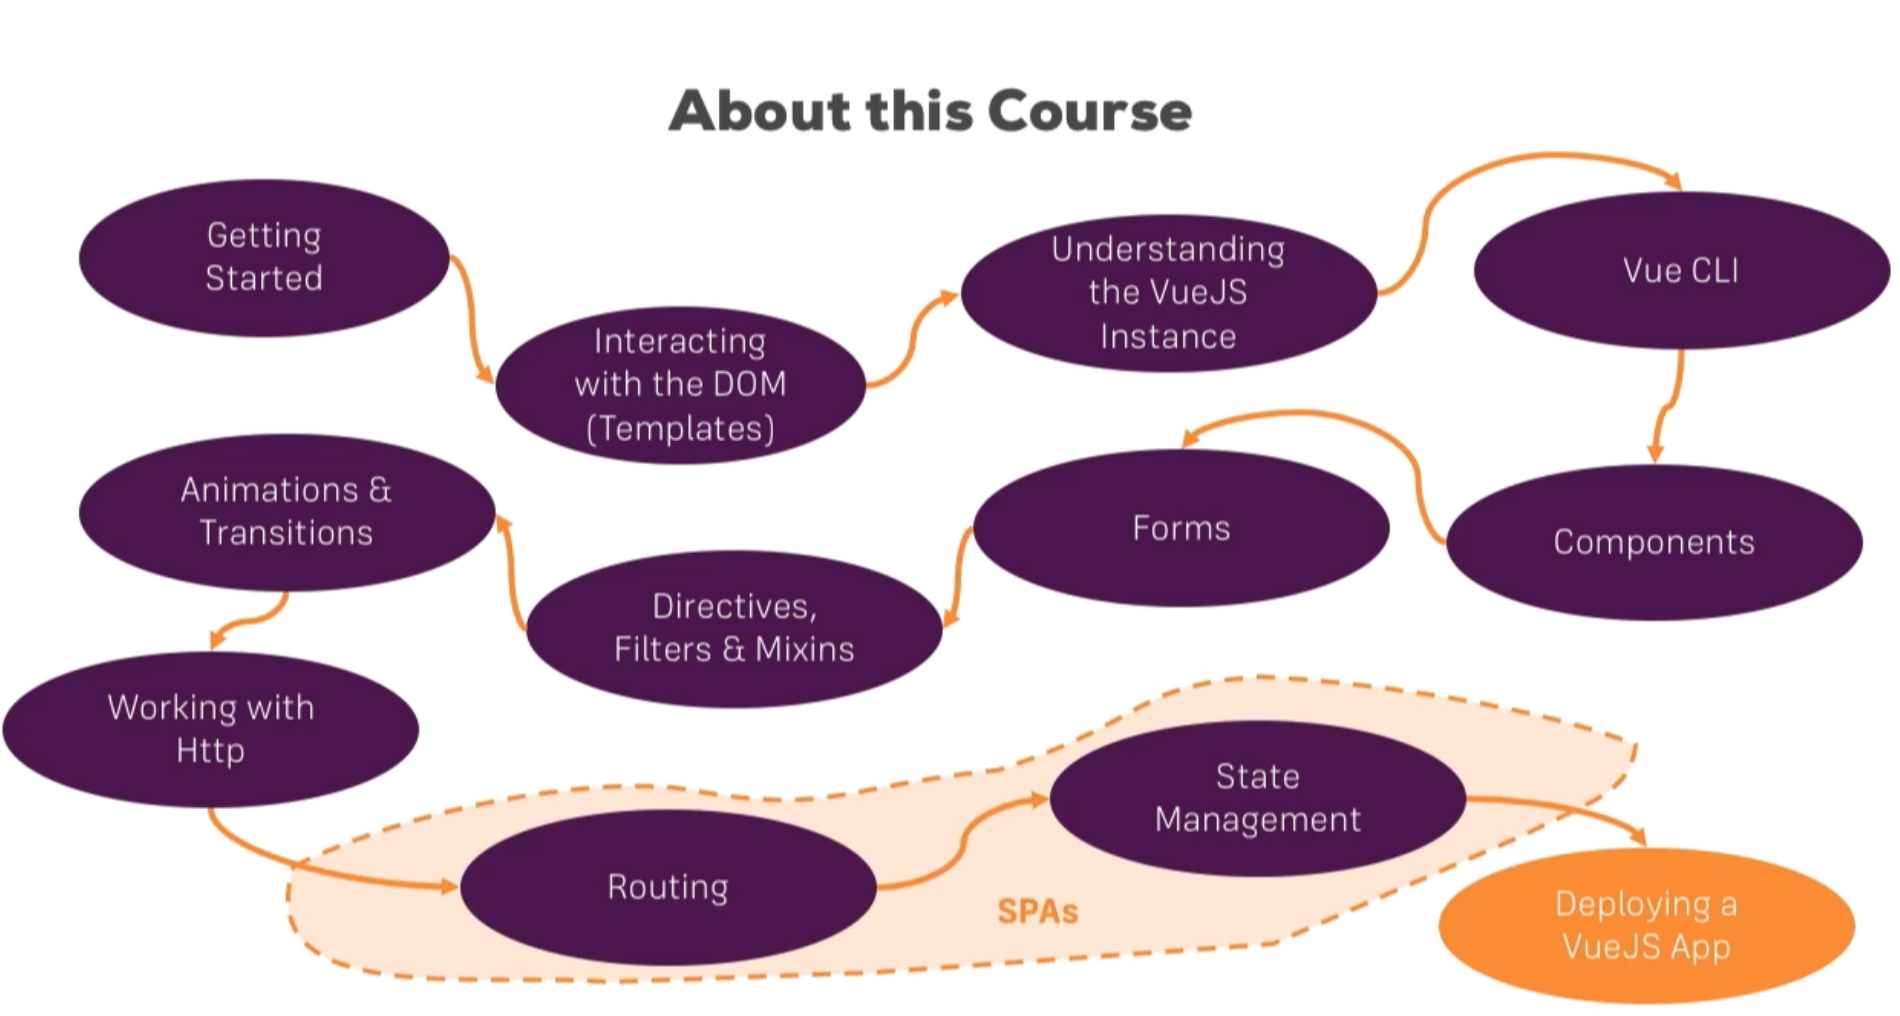 About this Course
Getting
Started
Interacting
with the DOM
(Templates)
Understanding
the VueJS
Instance
Vue CLI
Components
Forms
Directives,
Filters & Mixins
Animations &
Transitions
Working with
Http
Routing
State
Management
SPAs
Deploying a
VueJS App